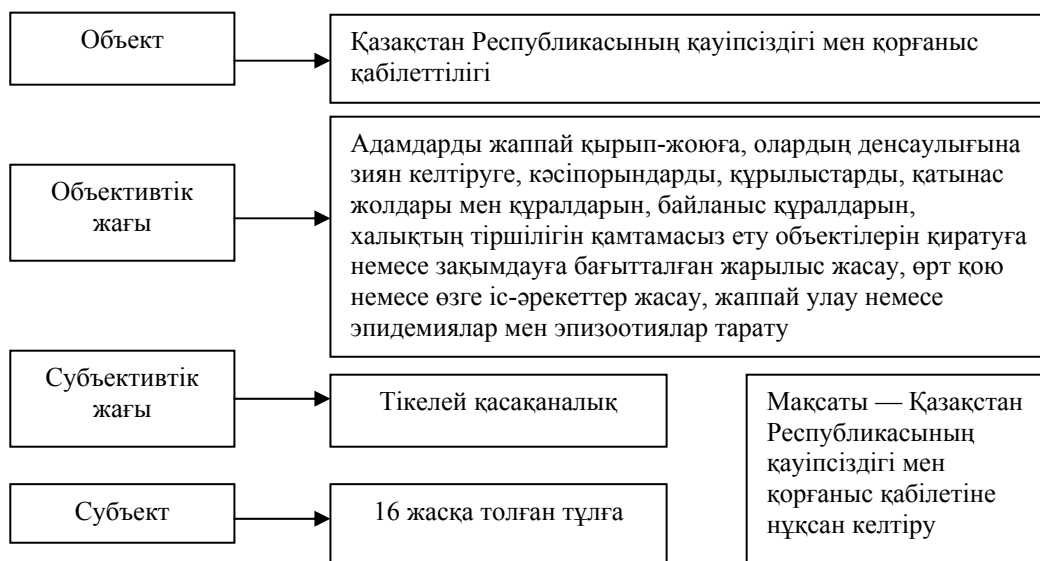 Объект
Қазақстан Республикасының қауіпсіздігі мен қорғаныс
қабілеттілігі
Объективтік
жағы
Адамдарды жаппай қырып-жоюға, олардың денсаулығына
зиян келтіруге, кәсіпорындарды, құрылыстарды, қатынас
жолдары мен құралдарын, байланыс құралдарын,
халықтың тіршілігін қамтамасыз ету объектілерін қиратуға
немесе зақымдауға бағытталған жарылыс жасау, өрт қою
немесе өзге іс-әрекеттер жасау, жаппай улау немесе
эпидемиялар мен эпизоотиялар тарату
Субъективтік
жағы
Тікелей қасақаналық
Мақсаты — Қазақстан
Республикасының
қауіпсіздігі мен
қорғаныс қабілетіне
нұқсан келтіру
Субъект
16 жасқа толған тұлға